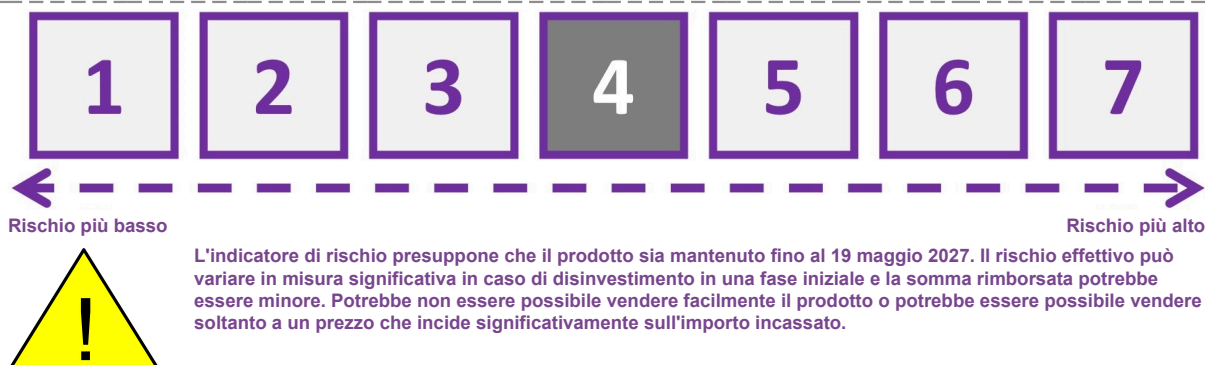 1 2 3 4 5 6 7
Rischio più basso Rischio più alto
L'indicatore di rischio presuppone che il prodotto sia mantenuto fino al 19 maggio 2027. Il rischio effettivo può
variare in misura significativa in caso di disinvestimento in una fase iniziale e la somma rimborsata potrebbe
essere minore. Potrebbe non essere possibile vendere facilmente il prodotto o potrebbe essere possibile vendere
soltanto a un prezzo che incide significativamente sull'importo incassato.
!